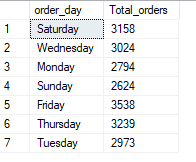 order_day Total_orders
1 Saturday 3158
2 Wednesday 3024
3 Monday 2794
4 Sunday 2624
5 Friday 3538
6 Thursday 3239
7 Tuesday 2973